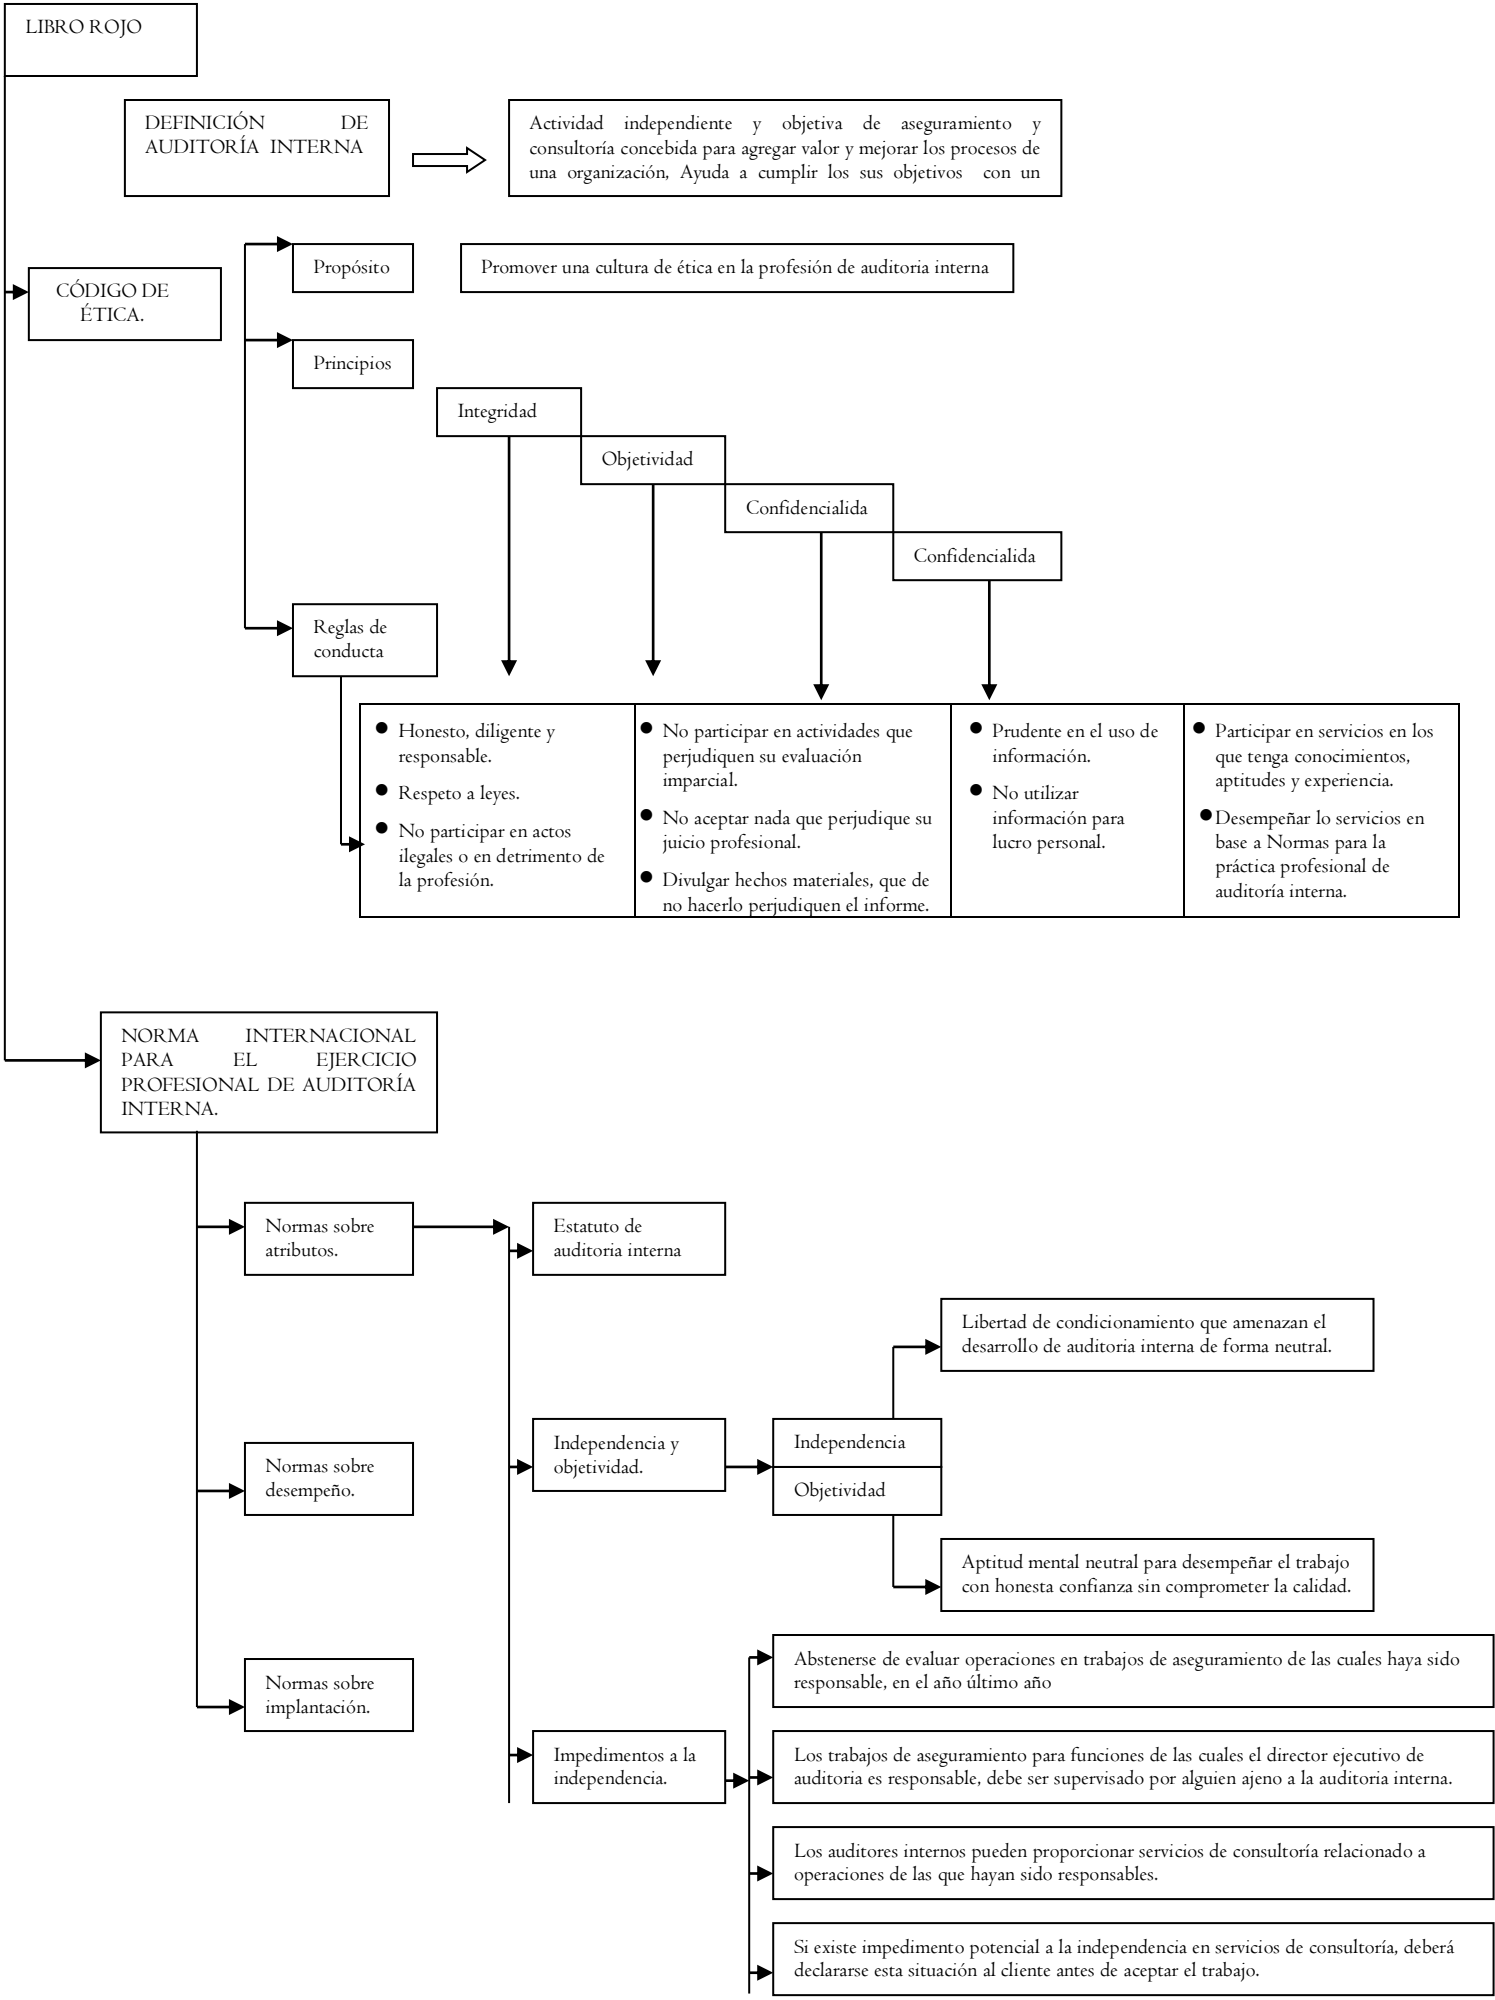 LIBRO ROJO
DEFINICIÓN DE
AUDITORÍA INTERNA
Actividad independiente y objetiva de aseguramiento y
consultoría concebida para agregar valor y mejorar los procesos de
una organización, Ayuda a cumplir los sus objetivos con un
CÓDIGO DE
ÉTICA.
Propósito
Promover una cultura de ética en la profesión de auditoria interna
Principios
Integridad
Objetividad
Confidencialida
Confidencialida
Reglas de
conducta
● Honesto, diligente y
responsable.
● Respeto a leyes.
● No participar en actos
ilegales o en detrimento de
la profesión.
● No participar en actividades que
perjudiquen su evaluación
imparcial.
● No aceptar nada que perjudique su
juicio profesional.
● Divulgar hechos materiales, que de
no hacerlo perjudiquen el informe.
● Prudente en el uso de
información.
● No utilizar
información para
lucro personal.
● Participar en servicios en los
que tenga conocimientos,
aptitudes y experiencia.
● Desempeñar lo servicios en
base a Normas para la
práctica profesional de
auditoría interna.
NORMA INTERNACIONAL
PARA EL EJERCICIO
PROFESIONAL DE AUDITORÍA
INTERNA.
Normas sobre
atributos.
Estatuto de
auditoria interna
Libertad de condicionamiento que amenazan el
desarrollo de auditoria interna de forma neutral.
Normas sobre
desempeño.
Independencia y
objetividad.
Independencia
Objetividad
Aptitud mental neutral para desempeñar el trabajo
con honesta confianza sin comprometer la calidad.
Normas sobre
implantación.
Impedimentos a la
independencia.
Abstenerse de evaluar operaciones en trabajos de aseguramiento de las cuales haya sido
responsable, en el año último año
Los trabajos de aseguramiento para funciones de las cuales el director ejecutivo de
auditoria es responsable, debe ser supervisado por alguien ajeno a la auditoria interna.
Los auditores internos pueden proporcionar servicios de consultoría relacionado a
operaciones de las que hayan sido responsables.
Si existe impedimento potencial a la independencia en servicios de consultoría, deberá
declararse esta situación al cliente antes de aceptar el trabajo.